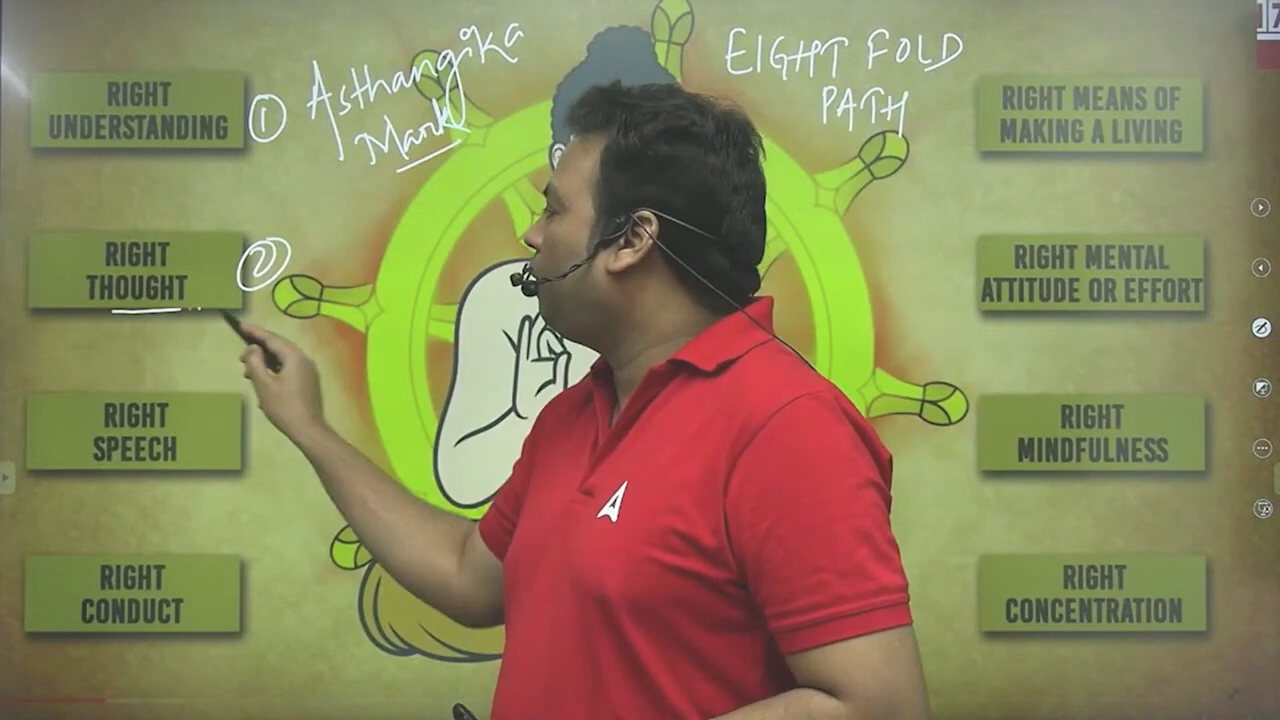 RIGHT
UNDERSTANDING
①
Asthangika
Mark
EIGHT FOLD
PATH
RIGHT MEANS OF
MAKING A LIVING
RIGHT
THOUGHT
②
RIGHT MENTAL
ATTITUDE OR EFFORT
RIGHT
SPEECH
RIGHT
MINDFULNESS
RIGHT
CONDUCT
RIGHT
CONCENTRATION